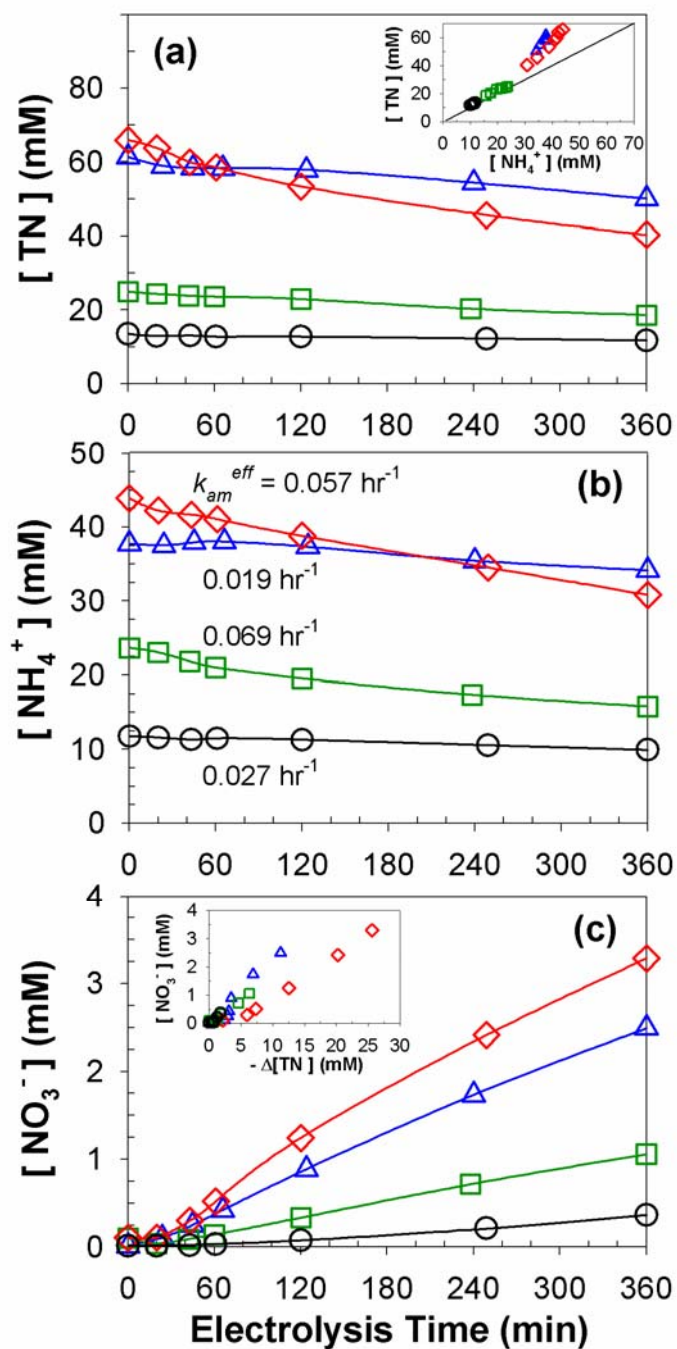 (a)
[ TN ] (mM)
100
80
60
40
20
0
0 60 120 180 240 300 360
[ TN ] (mM)
60
40
20
0
0 10 20 30 40 50 60 70
[ NH₄⁺ ] (mM)
(b)
[ NH₄⁺ ] (mM)
50
40
30
20
10
0
k_am^eff = 0.057 hr⁻¹
0.019 hr⁻¹
0.069 hr⁻¹
0.027 hr⁻¹
0 60 120 180 240 300 360
(c)
[ NO₃⁻ ] (mM)
4
3
2
1
0
[ NO₃⁻ ] (mM)
4
3
2
1
0
0 5 10 15 20 25 30
- Δ[TN ] (mM)
0 60 120 180 240 300 360
Electrolysis Time (min)